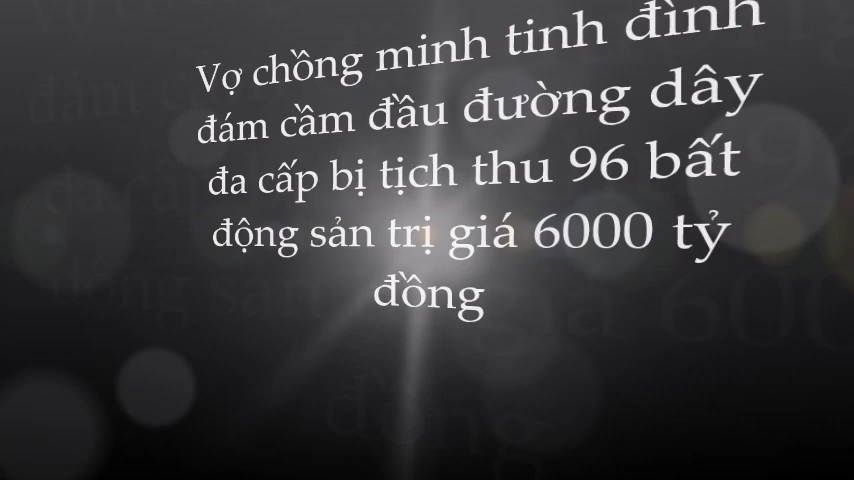 Vợ chồng minh tinh đình
đám cầm đầu đường dây
đa cấp bị tịch thu 96 bất
động sản trị giá 6000 tỷ
đồng